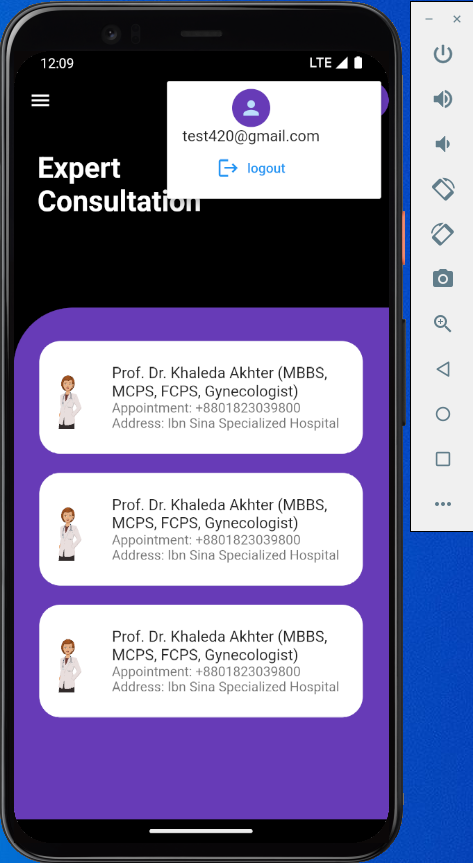 12:09
LTE
test420@gmail.com
logout
Expert
Consultation
Prof. Dr. Khaleda Akhter (MBBS,
MCPS, FCPS, Gynecologist)
Appointment: +8801823039800
Address: Ibn Sina Specialized Hospital
Prof. Dr. Khaleda Akhter (MBBS,
MCPS, FCPS, Gynecologist)
Appointment: +8801823039800
Address: Ibn Sina Specialized Hospital
Prof. Dr. Khaleda Akhter (MBBS,
MCPS, FCPS, Gynecologist)
Appointment: +8801823039800
Address: Ibn Sina Specialized Hospital